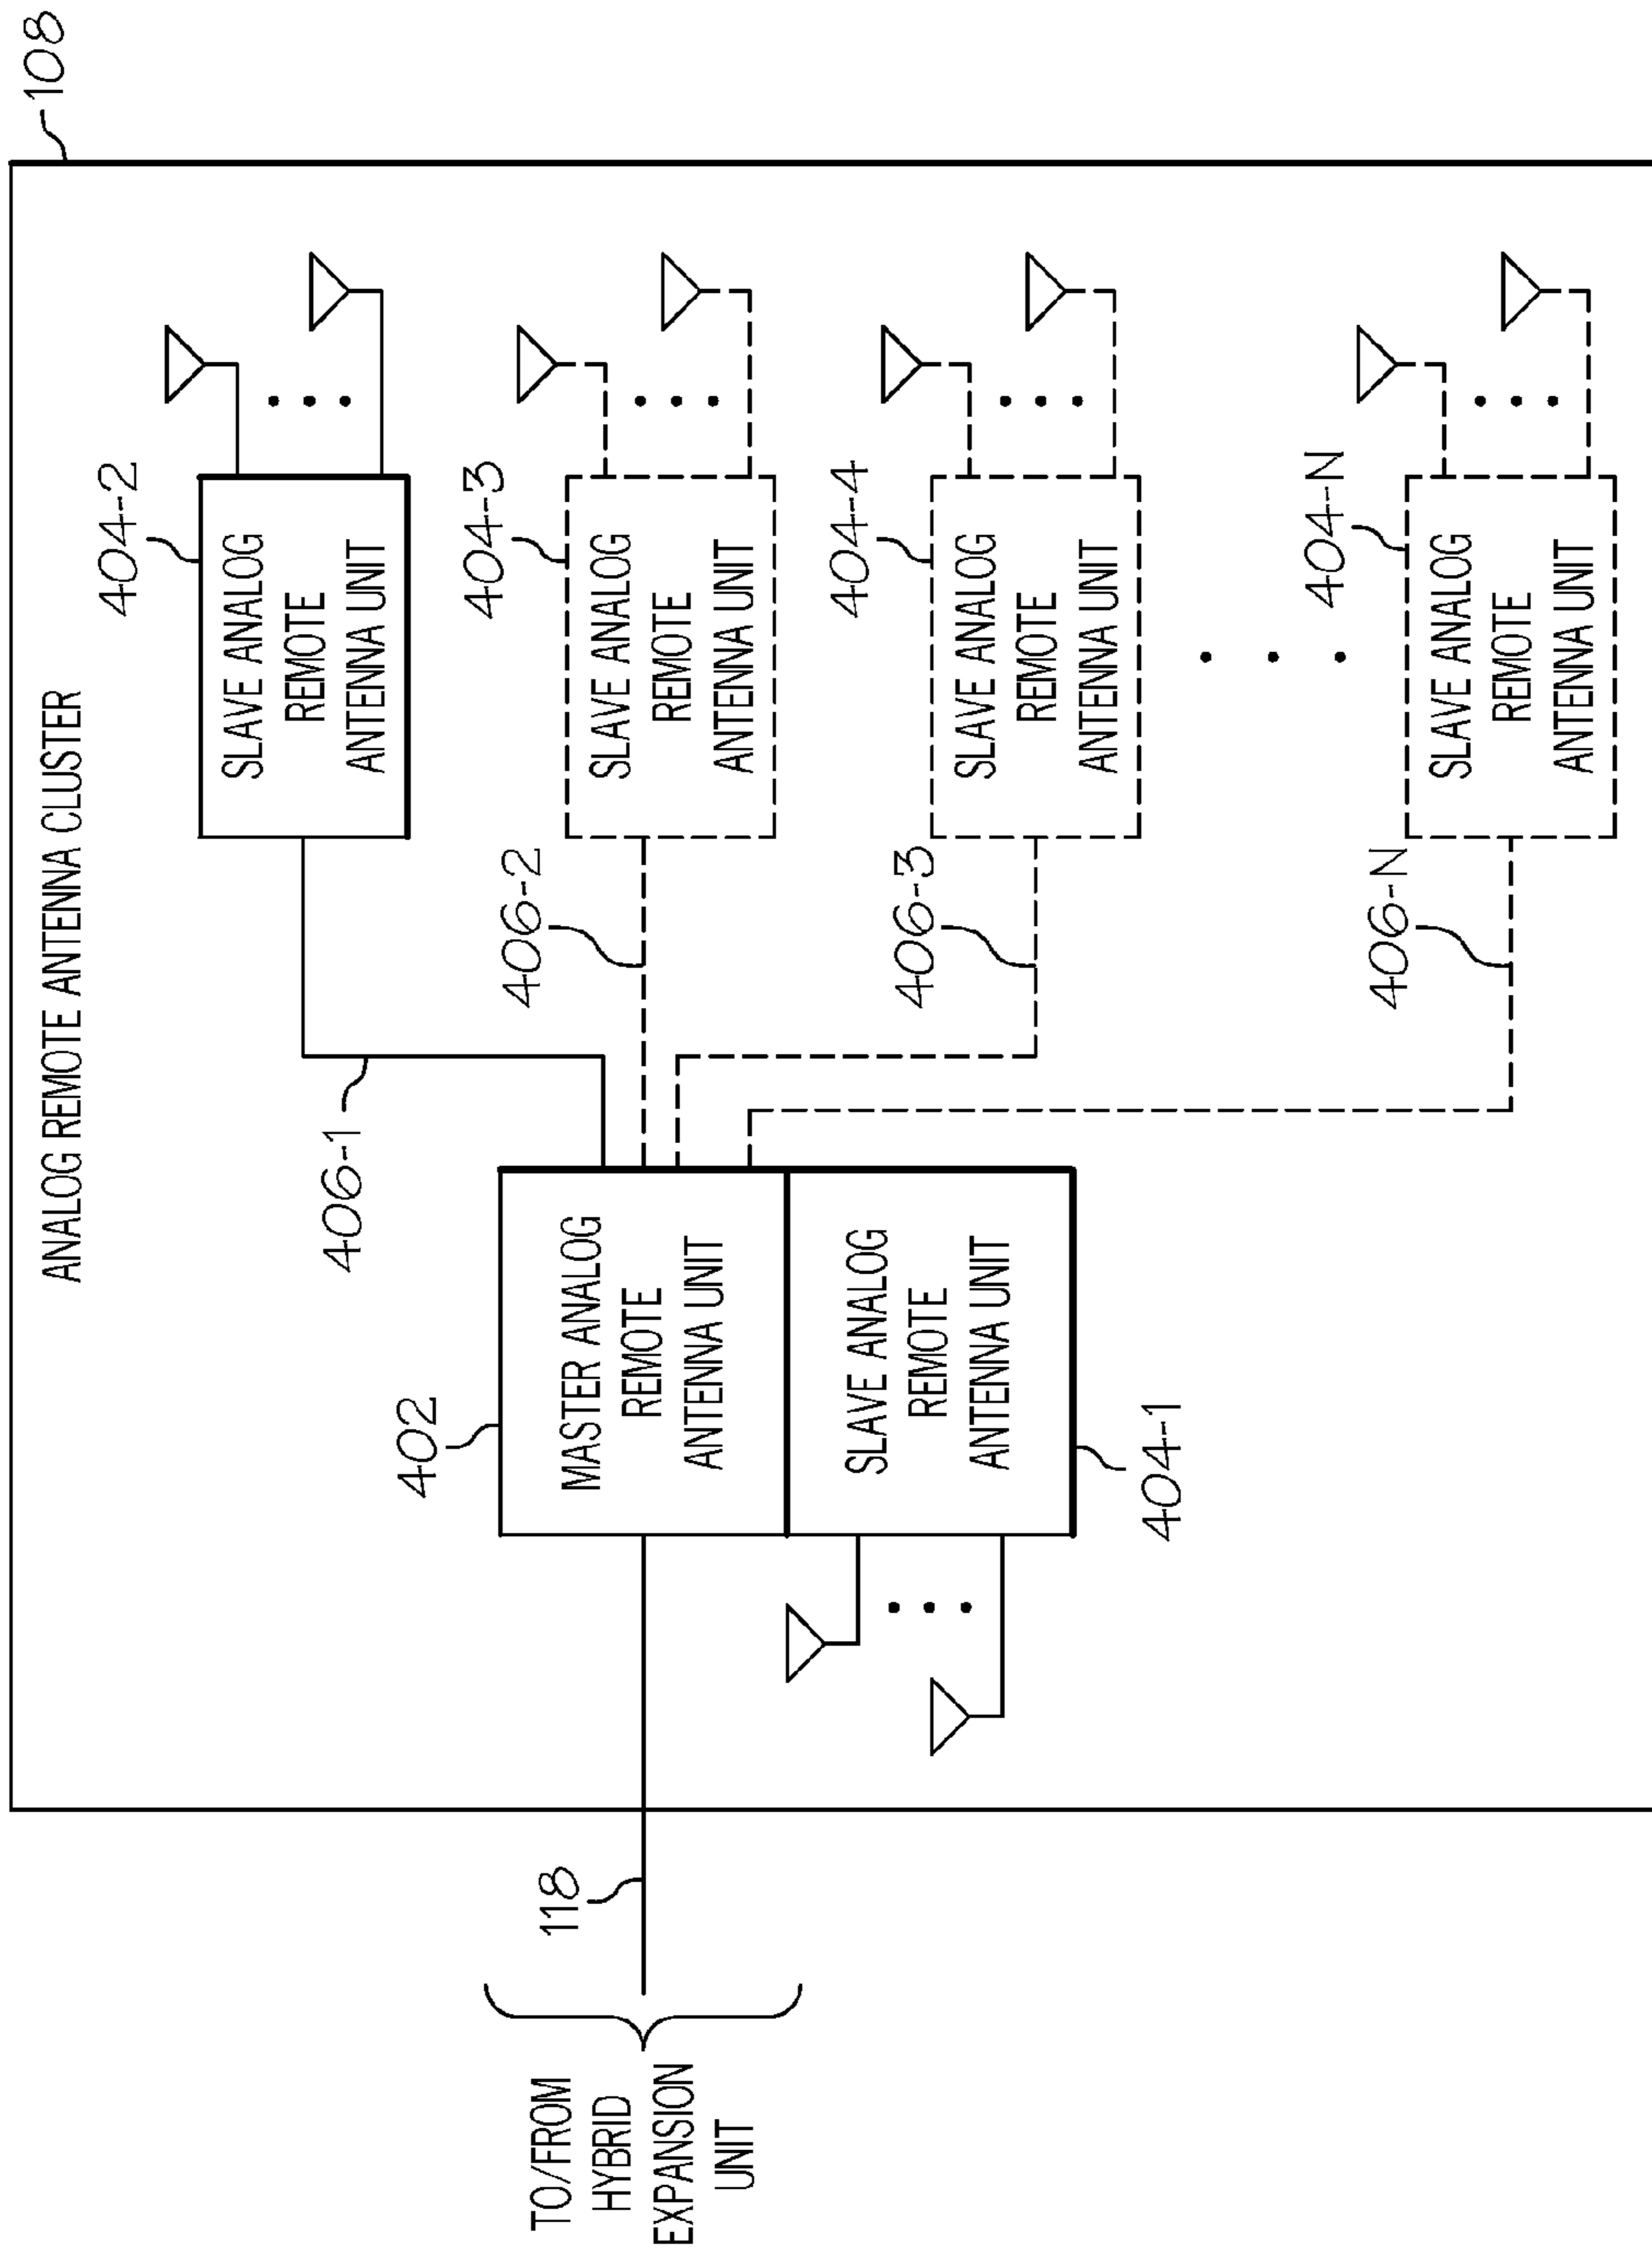 108
ANALOG REMOTE ANTENNA CLUSTER
404-2
SLAVE ANALOG
REMOTE
ANTENNA UNIT
406-1
402
MASTER ANALOG
REMOTE
ANTENNA UNIT
404-3
SLAVE ANALOG
REMOTE
ANTENNA UNIT
406-2
118
TO/FROM
HYBRID
EXPANSION
UNIT
SLAVE ANALOG
REMOTE
ANTENNA UNIT
404-1
404-4
SLAVE ANALOG
REMOTE
ANTENNA UNIT
406-3
404-N
SLAVE ANALOG
REMOTE
ANTENNA UNIT
406-N